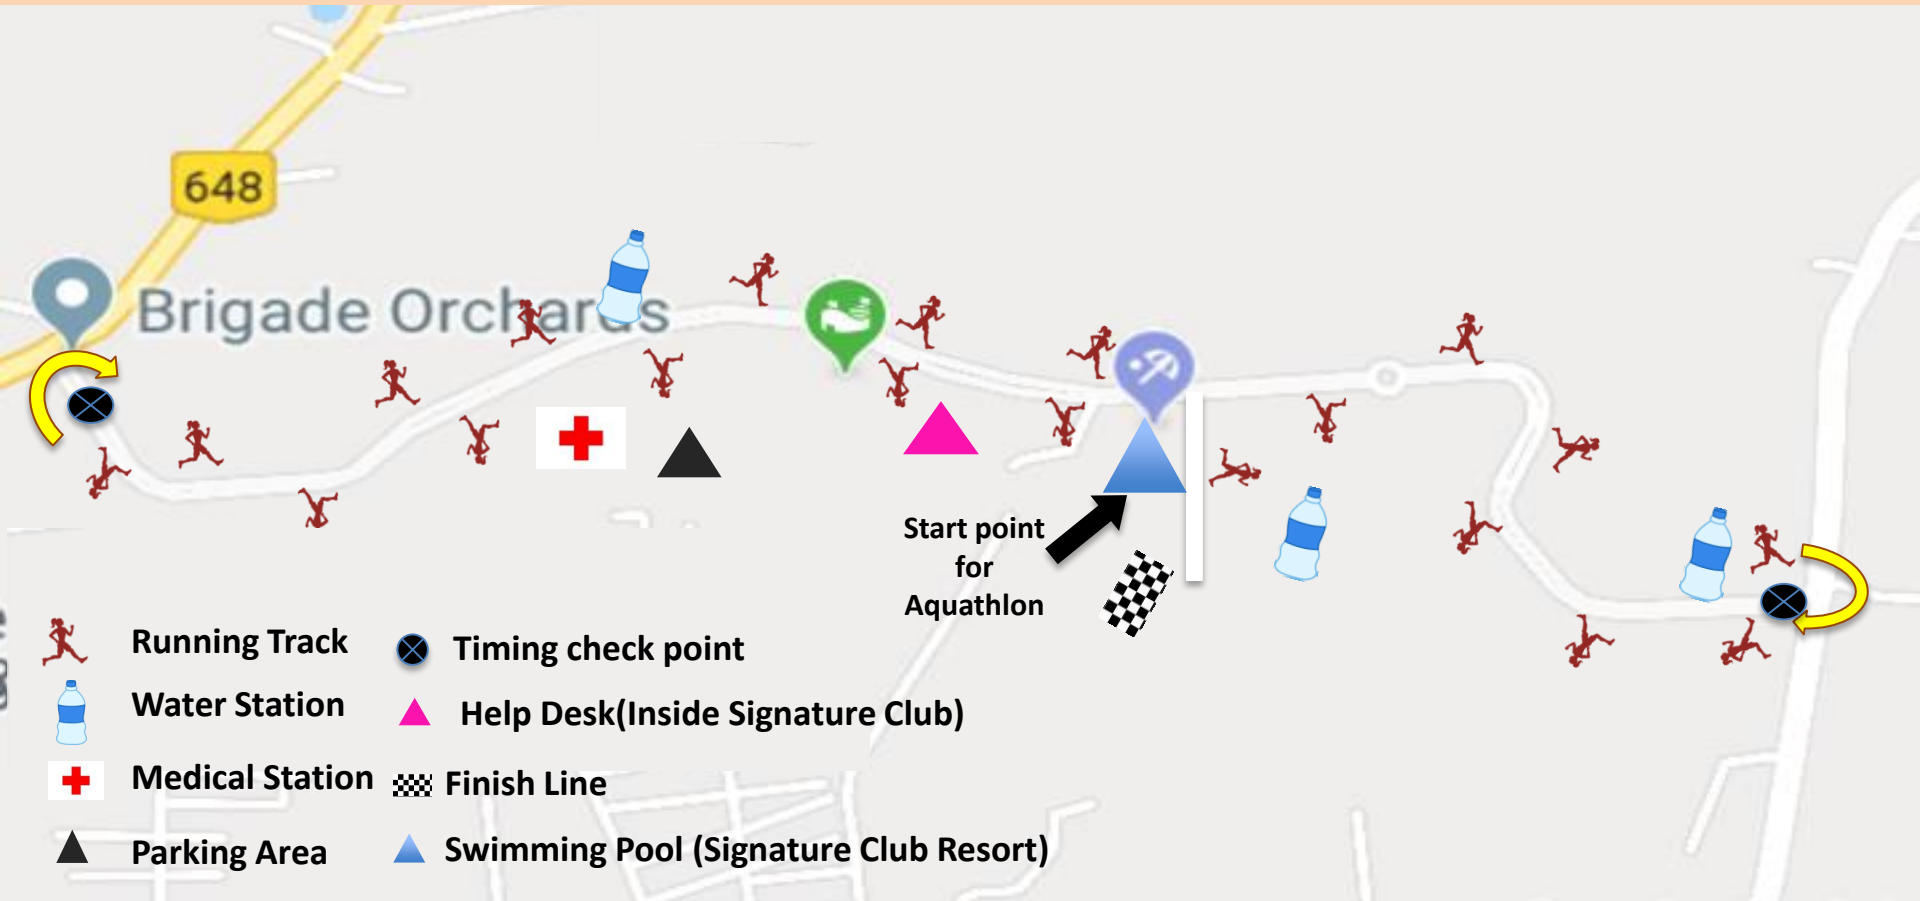 648
Brigade Orchards
Start point
for
Aquathlon
Running Track
Timing check point
Water Station
Help Desk(Inside Signature Club)
Medical Station
Finish Line
Parking Area
Swimming Pool (Signature Club Resort)